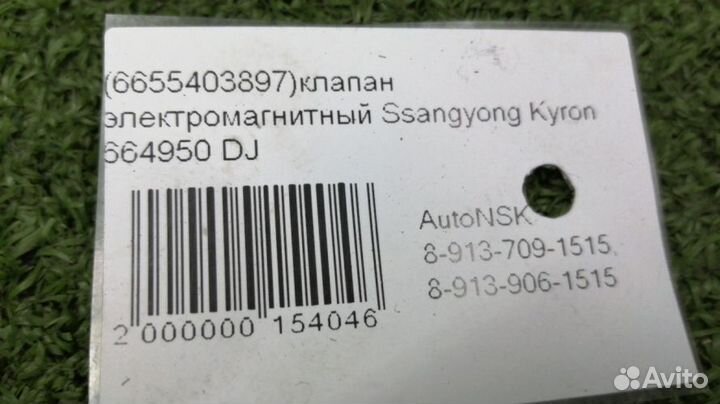 (6655403897)клапан
электромагнитный Ssangyong Kyron
664950 DJ
AutoNSK
8-913-709-1515
8-913-906-1515
2 000000 154046
Avito